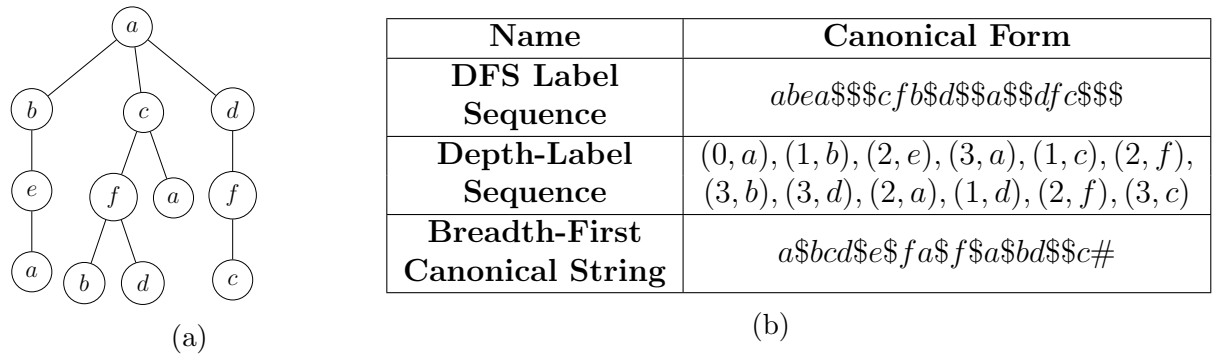 a
b
c
d
e
f
a
f
a
b
d
c
(a)
Name
Canonical Form
DFS Label
Sequence
abea$$$cfb$d$$a$$dfc$$$
Depth-Label
Sequence
(0, a), (1, b), (2, e), (3, a), (1, c), (2, f),
(3, b), (3, d), (2, a), (1, d), (2, f), (3, c)
Breadth-First
Canonical String
a$bcd$e$fa$f$a$bd$$c#
(b)